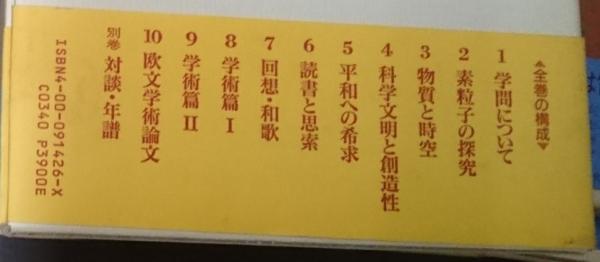 ▲全巻の構成▼
1 学問について
2 素粒子の探究
3 物質と時空
4 科学文明と創造性
5 平和への希求
6 読書と思索
7 回想・和歌
8 学術篇 I
9 学術篇 II
10 欧文学術論文
別巻 対談・年譜
ISBN4-00-091426-X
C0340 P3900E